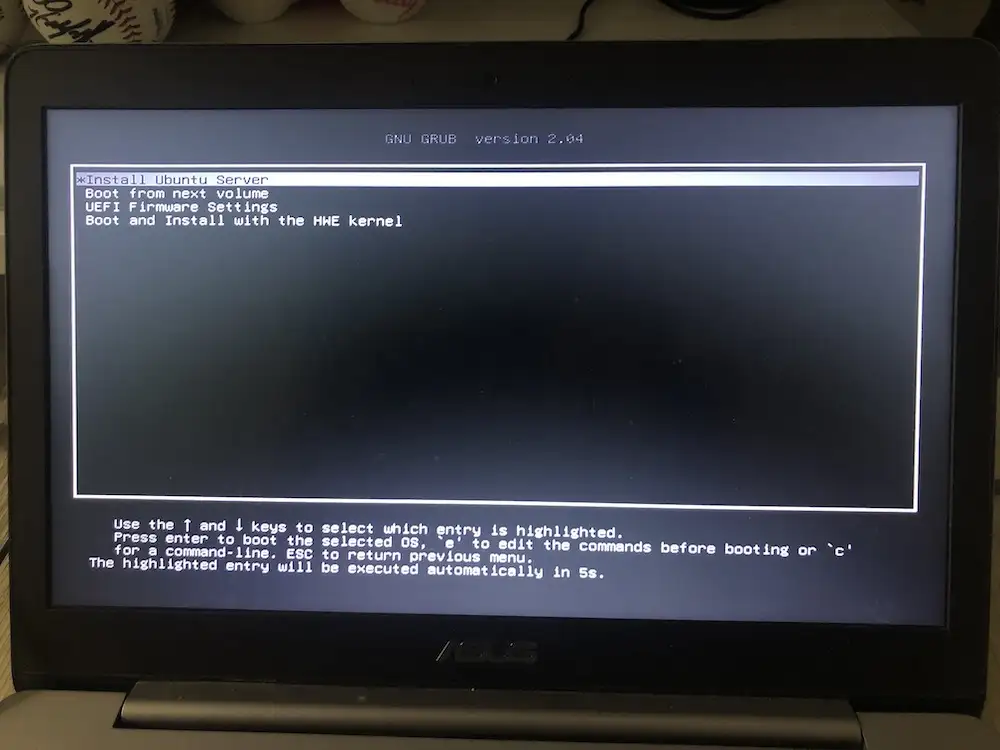 GNU GRUB version 2.04
*Install Ubuntu Server
Boot from next volume
UEFI Firmware Settings
Boot and Install with the HWE kernel
Use the ↑ and ↓ keys to select which entry is highlighted.
Press enter to boot the selected OS, `e' to edit the commands before booting or `c'
for a command-line. ESC to return previous menu.
The highlighted entry will be executed automatically in 5s.
ASUS